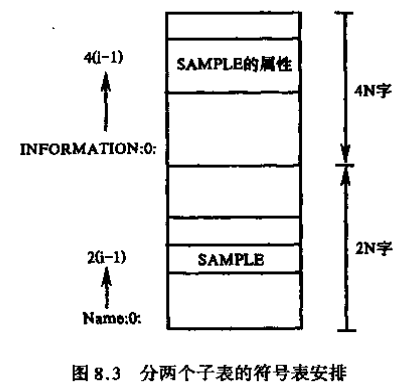 4(i-1)
SAMPLE的属性
4N字
INFORMATION:0:
2(i-1)
SAMPLE
2N字
Name:0:
图 8.3 分两个子表的符号表安排